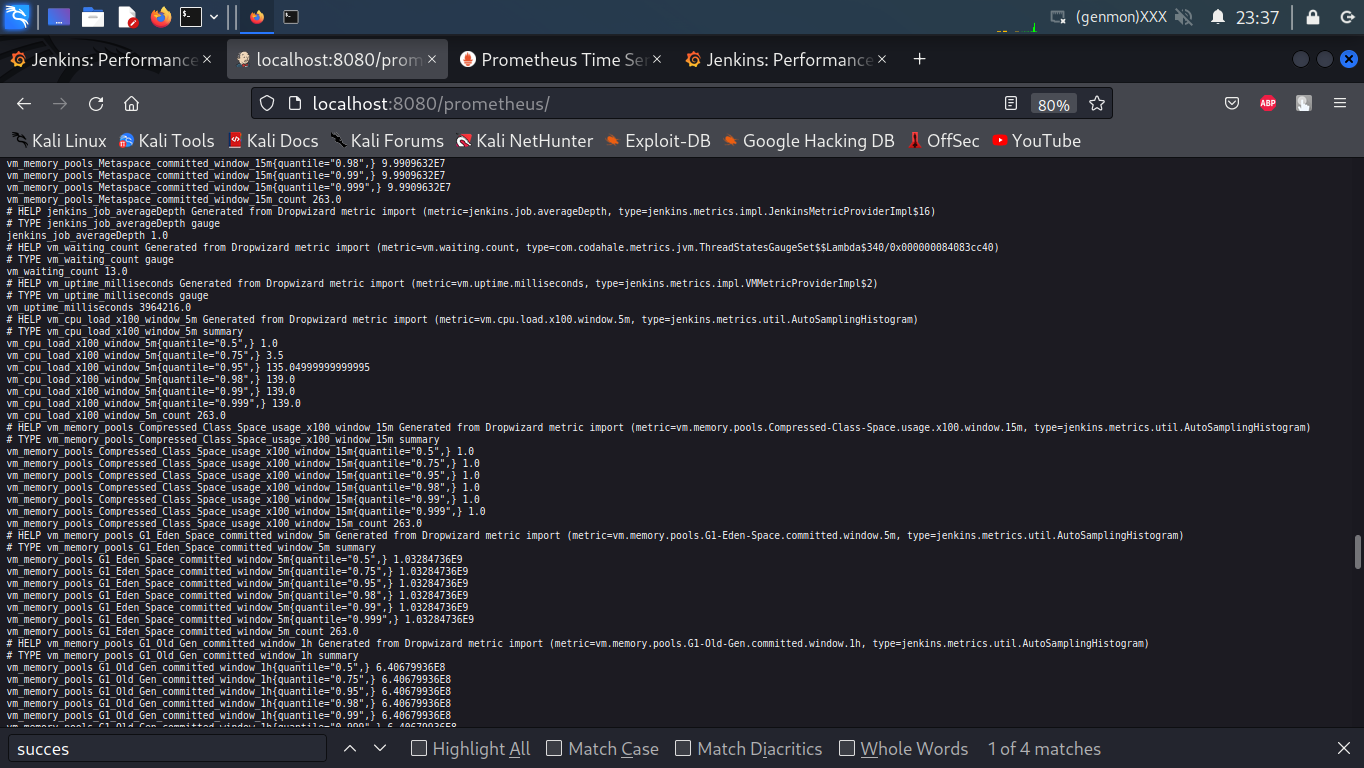 (genmon)XXX
23:37
Jenkins: Performance
localhost:8080/prom
Prometheus Time Ser
Jenkins: Performance
localhost:8080/prometheus/
80%
ABP
Kali Linux
Kali Tools
Kali Docs
Kali Forums
Kali NetHunter
Exploit-DB
Google Hacking DB
OffSec
YouTube
vm_memory_pools_Metaspace_committed_window_15m{quantile="0.98",} 9.9909632E7
vm_memory_pools_Metaspace_committed_window_15m{quantile="0.99",} 9.9909632E7
vm_memory_pools_Metaspace_committed_window_15m{quantile="0.999",} 9.9909632E7
vm_memory_pools_Metaspace_committed_window_15m_count 263.0
# HELP jenkins_job_averageDepth Generated from Dropwizard metric import (metric=jenkins.job.averageDepth, type=jenkins.metrics.impl.JenkinsMetricProviderImpl$16)
# TYPE jenkins_job_averageDepth gauge
jenkins_job_averageDepth 1.0
# HELP vm_waiting_count Generated from Dropwizard metric import (metric=vm.waiting.count, type=com.codahale.metrics.jvm.ThreadStatesGaugeSet$$Lambda$340/0x000000084083cc40)
# TYPE vm_waiting_count gauge
vm_waiting_count 13.0
# HELP vm_uptime_milliseconds Generated from Dropwizard metric import (metric=vm.uptime.milliseconds, type=jenkins.metrics.impl.VMMetricProviderImpl$2)
# TYPE vm_uptime_milliseconds gauge
vm_uptime_milliseconds 3964216.0
# HELP vm_cpu_load_x100_window_5m Generated from Dropwizard metric import (metric=vm.cpu.load.x100.window.5m, type=jenkins.metrics.util.AutoSamplingHistogram)
# TYPE vm_cpu_load_x100_window_5m summary
vm_cpu_load_x100_window_5m{quantile="0.5",} 1.0
vm_cpu_load_x100_window_5m{quantile="0.75",} 3.5
vm_cpu_load_x100_window_5m{quantile="0.95",} 135.04999999999995
vm_cpu_load_x100_window_5m{quantile="0.98",} 139.0
vm_cpu_load_x100_window_5m{quantile="0.99",} 139.0
vm_cpu_load_x100_window_5m{quantile="0.999",} 139.0
vm_cpu_load_x100_window_5m_count 263.0
# HELP vm_memory_pools_Compressed_Class_Space_usage_x100_window_15m Generated from Dropwizard metric import (metric=vm.memory.pools.Compressed-Class-Space.usage.x100.window.15m, type=jenkins.metrics.util.AutoSamplingHistogram)
# TYPE vm_memory_pools_Compressed_Class_Space_usage_x100_window_15m summary
vm_memory_pools_Compressed_Class_Space_usage_x100_window_15m{quantile="0.5",} 1.0
vm_memory_pools_Compressed_Class_Space_usage_x100_window_15m{quantile="0.75",} 1.0
vm_memory_pools_Compressed_Class_Space_usage_x100_window_15m{quantile="0.95",} 1.0
vm_memory_pools_Compressed_Class_Space_usage_x100_window_15m{quantile="0.98",} 1.0
vm_memory_pools_Compressed_Class_Space_usage_x100_window_15m{quantile="0.99",} 1.0
vm_memory_pools_Compressed_Class_Space_usage_x100_window_15m{quantile="0.999",} 1.0
vm_memory_pools_Compressed_Class_Space_usage_x100_window_15m_count 263.0
# HELP vm_memory_pools_G1_Eden_Space_committed_window_5m Generated from Dropwizard metric import (metric=vm.memory.pools.G1-Eden-Space.committed.window.5m, type=jenkins.metrics.util.AutoSamplingHistogram)
# TYPE vm_memory_pools_G1_Eden_Space_committed_window_5m summary
vm_memory_pools_G1_Eden_Space_committed_window_5m{quantile="0.5",} 1.03284736E9
vm_memory_pools_G1_Eden_Space_committed_window_5m{quantile="0.75",} 1.03284736E9
vm_memory_pools_G1_Eden_Space_committed_window_5m{quantile="0.95",} 1.03284736E9
vm_memory_pools_G1_Eden_Space_committed_window_5m{quantile="0.98",} 1.03284736E9
vm_memory_pools_G1_Eden_Space_committed_window_5m{quantile="0.99",} 1.03284736E9
vm_memory_pools_G1_Eden_Space_committed_window_5m{quantile="0.999",} 1.03284736E9
vm_memory_pools_G1_Eden_Space_committed_window_5m_count 263.0
# HELP vm_memory_pools_G1_Old_Gen_committed_window_1h Generated from Dropwizard metric import (metric=vm.memory.pools.G1-Old-Gen.committed.window.1h, type=jenkins.metrics.util.AutoSamplingHistogram)
# TYPE vm_memory_pools_G1_Old_Gen_committed_window_1h summary
vm_memory_pools_G1_Old_Gen_committed_window_1h{quantile="0.5",} 6.40679936E8
vm_memory_pools_G1_Old_Gen_committed_window_1h{quantile="0.75",} 6.40679936E8
vm_memory_pools_G1_Old_Gen_committed_window_1h{quantile="0.95",} 6.40679936E8
vm_memory_pools_G1_Old_Gen_committed_window_1h{quantile="0.98",} 6.40679936E8
vm_memory_pools_G1_Old_Gen_committed_window_1h{quantile="0.99",} 6.40679936E8
vm_memory_pools_G1_Old_Gen_committed_window_1h{quantile="0.999",} 6.40679936E8
succes
Highlight All
Match Case
Match Diacritics
Whole Words
1 of 4 matches